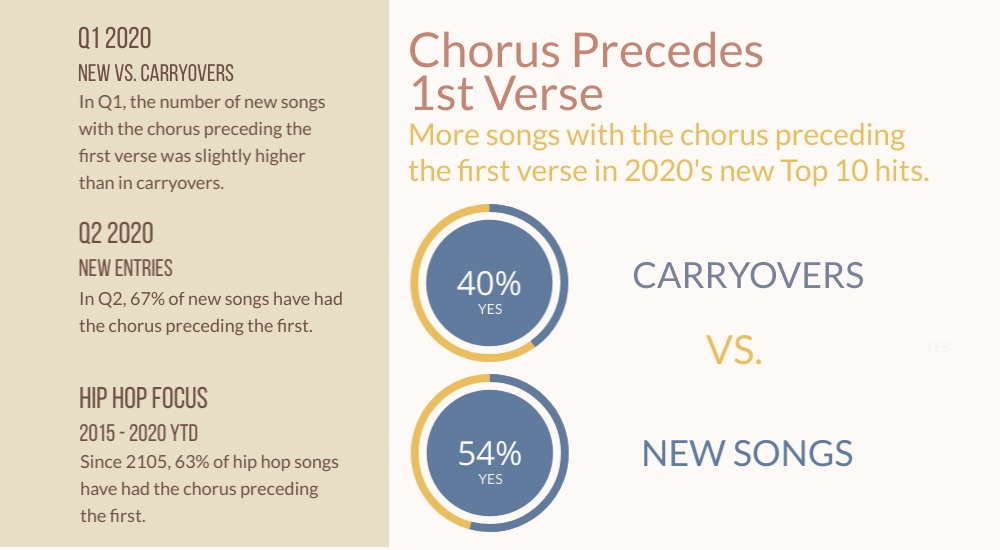 Q1 2020
NEW VS. CARRYOVERS
In Q1, the number of new songs
with the chorus preceding the
first verse was slightly higher
than in carryovers.
Q2 2020
NEW ENTRIES
In Q2, 67% of new songs have had
the chorus preceding the first.
HIP HOP FOCUS
2015 - 2020 YTD
Since 2105, 63% of hip hop songs
have had the chorus preceding
the first.
Chorus Precedes
1st Verse
More songs with the chorus preceding
the first verse in 2020's new Top 10 hits.
40%
YES
CARRYOVERS
VS.
YES
54%
YES
NEW SONGS